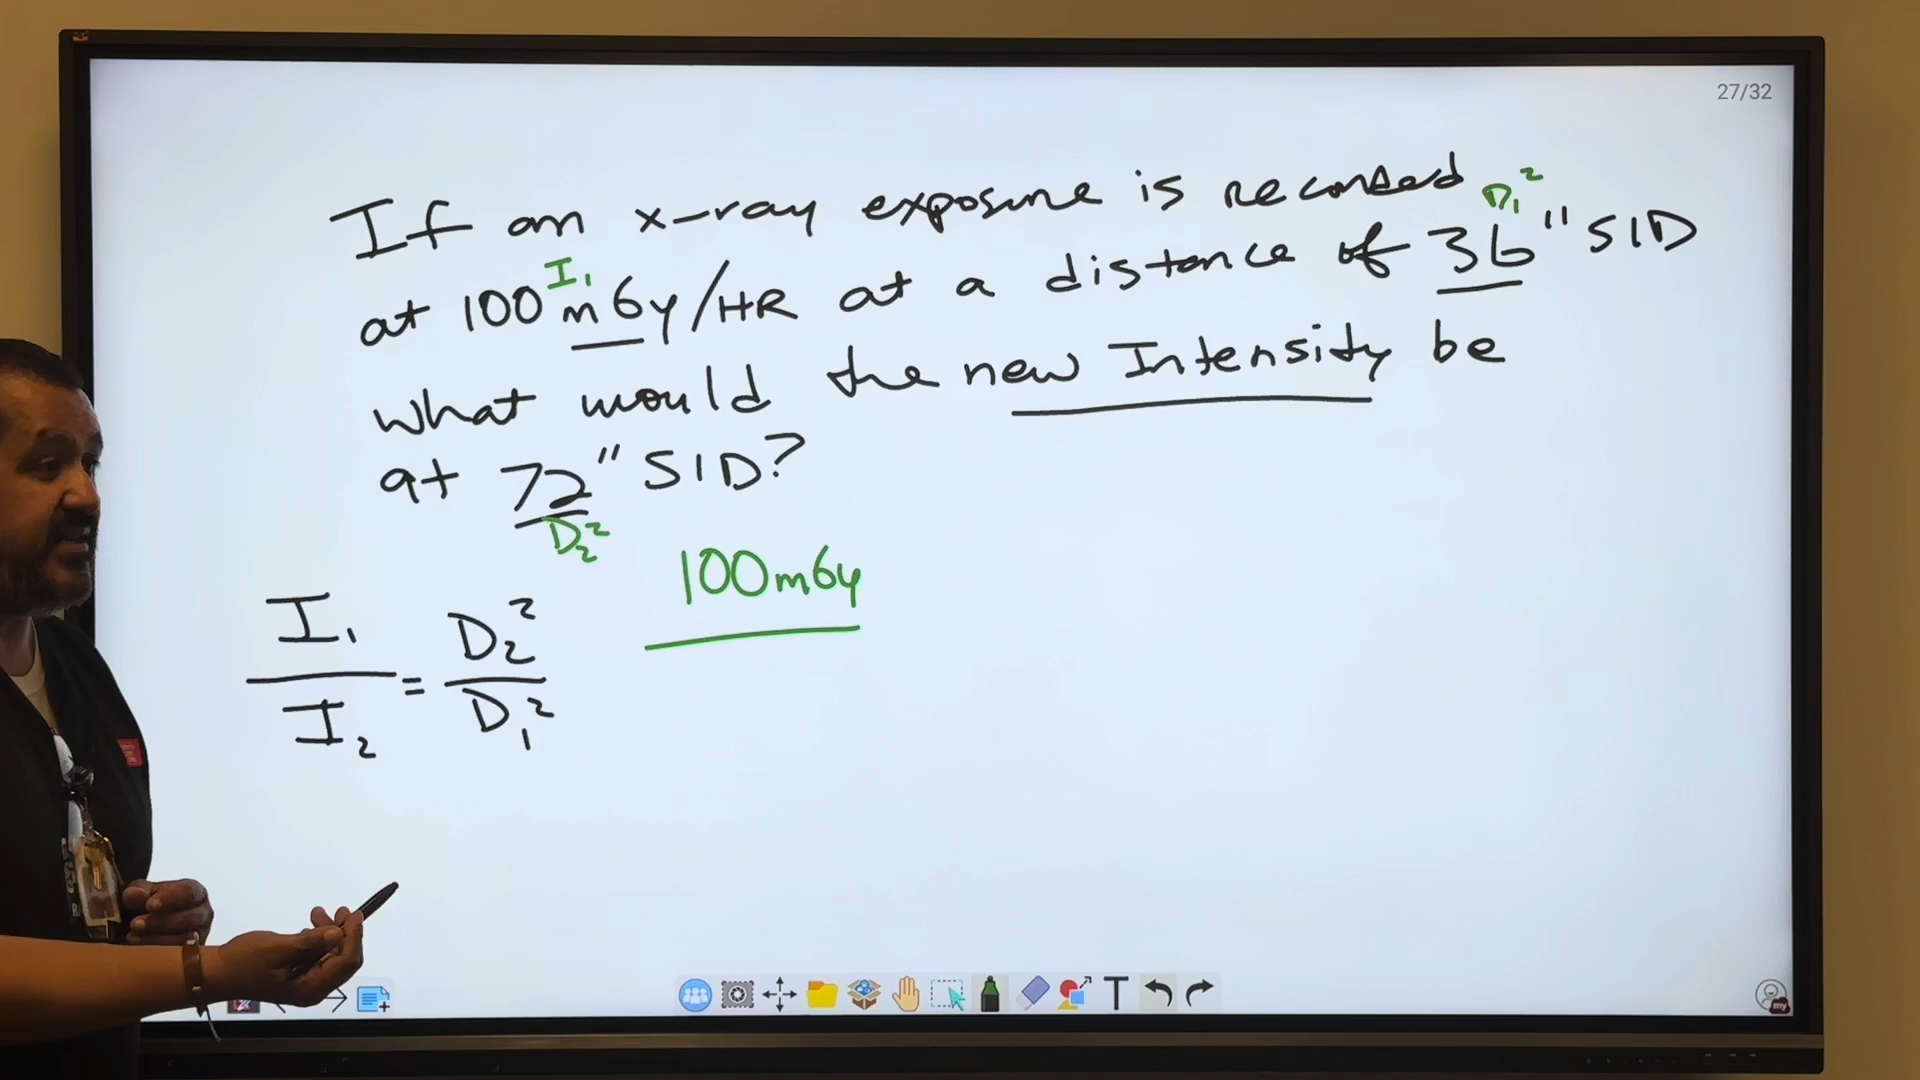 27/32
If an x-ray exposure is recorded D₁²
at 100 I₁ mGy/HR at a distance of 36" SID
what would the new Intensity be
at 72" SID?
D₂²
100mGy
I₁ / I₂ = D₂² / D₁²
T
my